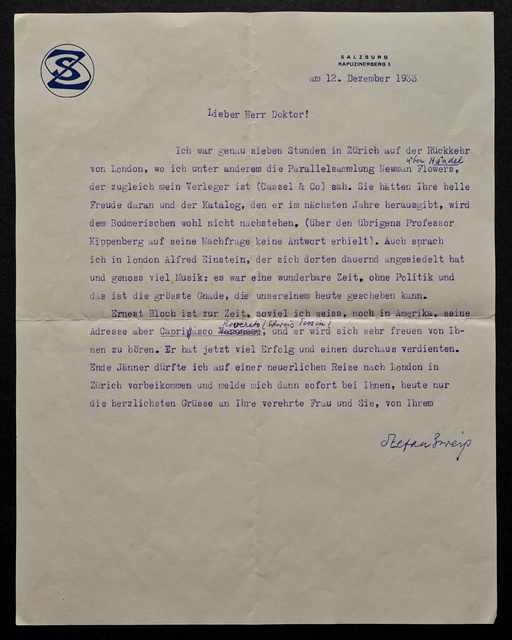 SZ
SALZBURG
KAPUZINERBERG 5
am 12. Dezember 1933
Lieber Herr Doktor!
Ich war genau sieben Stunden in Zürich auf der Rückkehr
über Händel
von London, wo ich unter anderem die Parallelsammlung Newman Flowers,
der zugleich mein Verleger ist (Cassel & Co) sah. Sie hätten Ihre helle
Freude daran und der Katalog, den er im nächsten Jahre herausgibt, wird
dem Bodmerischen wohl nicht nachstehen, (über den übrigens Professor
Kippenberg auf seine Nachfrage keine Antwort erhielt). Auch sprach
ich in London Alfred Einstein, der sich dorten dauernd angesiedelt hat
und genoss viel Musik: es war eine wunderbare Zeit, ohne Politik und
das ist die grösste Gnade, die unsereinem heute geschehen kann.
Ernest Bloch ist zur Zeit, soviel ich weiss, noch in Amerika, seine
Roveredo (Schweiz Tessin)
Adresse aber Capriasco, und er wird sich sehr freuen von Ih-
nen zu hören. Er hat jetzt viel Erfolg und einen durchaus verdienten.
Ende Jänner dürfte ich auf einer neuerlichen Reise nach London in
Zürich vorbeikommen und melde mich dann sofort bei Ihnen, heute nur
die herzlichsten Grüsse an Ihre verehrte Frau und Sie, von Ihrem
Stefan Zweig